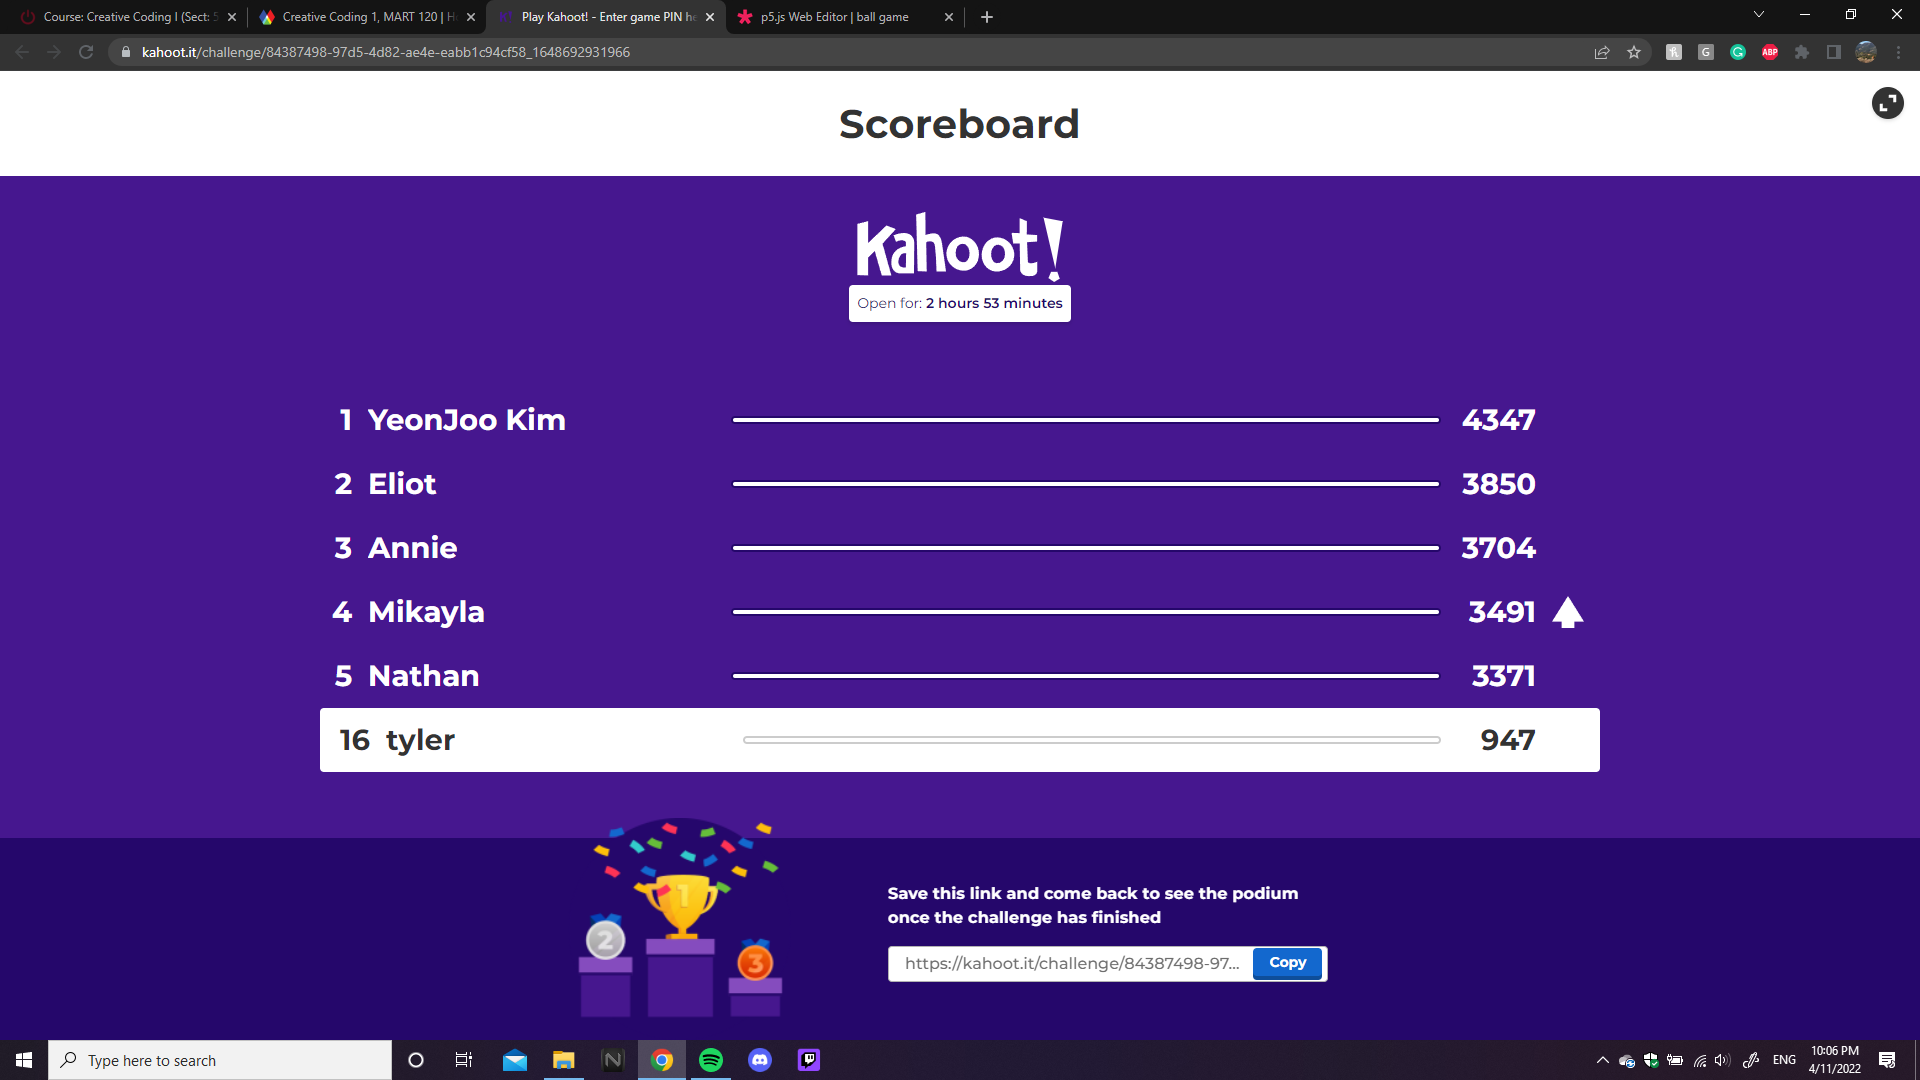 Course: Creative Coding I (Sect: 5
Creative Coding 1, MART 120 | H
Play Kahoot! - Enter game PIN he
p5.js Web Editor | ball game
kahoot.it/challenge/84387498-97d5-4d82-ae4e-eabb1c94cf58_1648692931966
G
G
ABP
Scoreboard
Kahoot!
Open for: 2 hours 53 minutes
1 YeonJoo Kim 4347
2 Eliot 3850
3 Annie 3704
4 Mikayla 3491
5 Nathan 3371
16 tyler 947
1
2
3
Save this link and come back to see the podium
once the challenge has finished
https://kahoot.it/challenge/84387498-97...
Copy
Type here to search
N
ENG
10:06 PM
4/11/2022